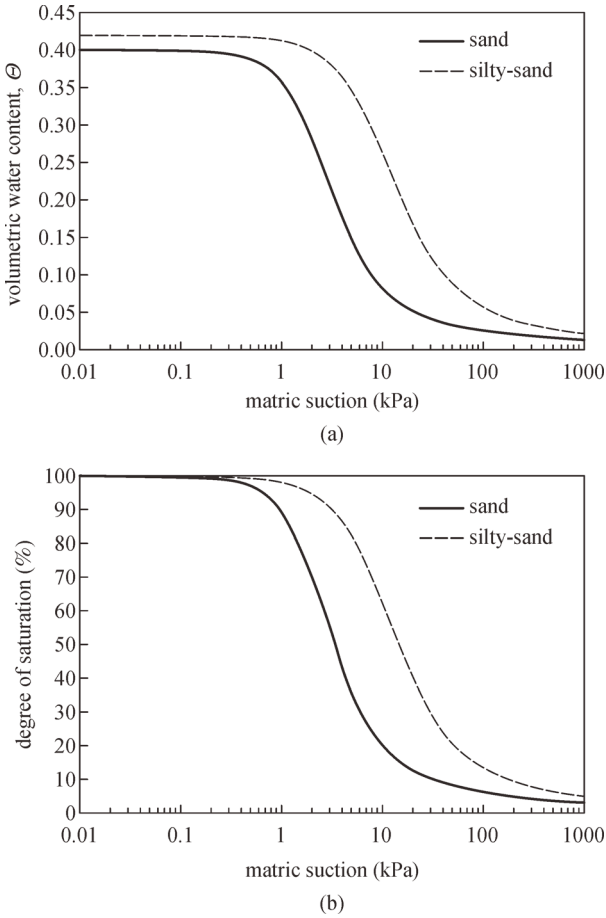 0.45
0.40
0.35
0.30
0.25
0.20
0.15
0.10
0.05
0.00
volumetric water content, Θ
sand
silty-sand
0.01 0.1 1 10 100 1000
matric suction (kPa)
(a)
100
90
80
70
60
50
40
30
20
10
0
degree of saturation (%)
sand
silty-sand
0.01 0.1 1 10 100 1000
matric suction (kPa)
(b)